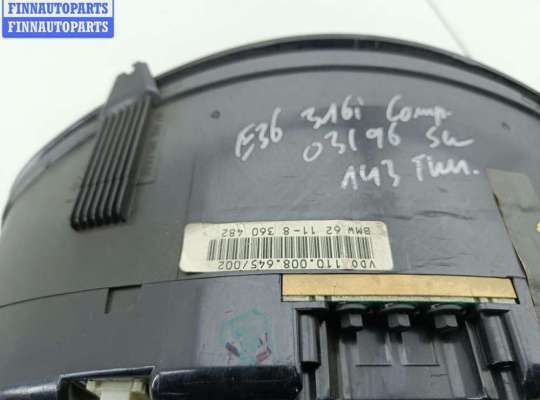 FINNAUTOPARTS
FINNAUTOPARTS
E36 316i Comp
03/96 Sw
143 Tkm.
VDO 110.008.645/002
BMW 62 11-8 360 482